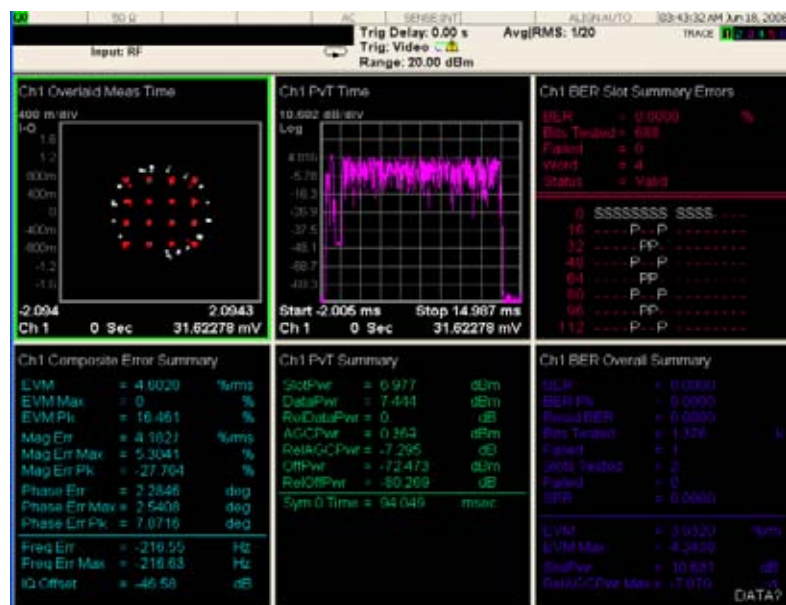 50 Ω AC SENSE:INT ALIGNAUTO 03:43:32 AM Jun 18, 2008
Input: RF
Trig Delay: 0.00 s Avg|RMS: 1/20 TRACE 1 2 3 4 5 6
Trig: Video
Range: 20.00 dBm
Ch1 Overlaid Meas Time
400 m/div
I-Q
1.6
1.2
800m
400m
0
-400m
-800m
-1.2
-1.6
-2.094 2.0943
Ch 1 0 Sec 31.62278 mV
Ch1 PvT Time
10.602 dB/div
Log
-5.78
-16.3
-26.9
-37.5
-48.1
Start -2.005 ms Stop 14.987 ms
Ch 1 0 Sec 31.62278 mV
Ch1 BER Slot Summary Errors
BER = 0.0000 %
Bits Tested = 688
Failed = 0
Word = 4
Status = Valid
0 SSSSSSSS SSSS- - - -
16 - - - - - P - - P - - - - - - -
32 - - - - - - PP- - - - - - - -
48 - - - - - P - - P - - - - - - -
64 - - - - - - PP - - - - - - - -
80 - - - - - P - - P - - - - - - -
96 - - - - - - PP- - - - - - - -
112 - - - - - P - - P - - - - - - -
Ch1 Composite Error Summary
EVM = 4.6020 %rms
EVM Max = 0 %
EVM Pk = 16.461 %
Mag Err = 4.1827 %rms
Mag Err Max = 5.3041 %
Mag Err Pk = -27.764 %
Phase Err = 2.2846 deg
Phase Err Max = 2.5408 deg
Phase Err Pk = 7.0716 deg
Freq Err = -216.55 Hz
Freq Err Max = -216.63 Hz
IQ Offset = -46.58 dB
Ch1 PvT Summary
SlotPwr = 6.977 dBm
DataPwr = 7.444 dBm
RelDataPwr = 0 dB
AGCPwr = 0.364 dBm
RelAGCPwr = -7.295 dB
OffPwr = -72.473 dBm
RelOffPwr = -80.269 dB
Sym 0 Time = 94.049 msec
Ch1 BER Overall Summary
BER = 0.0000
BER Pk = 0.0000
Resid BER = 0.0000
Bits Tested = 1.376 k
Failed = 1
Slots Tested = 2
Failed = 0
= 0.0000
EVM = 3.9320 %rms
EVM Max =
SlotPwr = 10.681 dB
RelAGCPwr Max = -7.070
DATA?